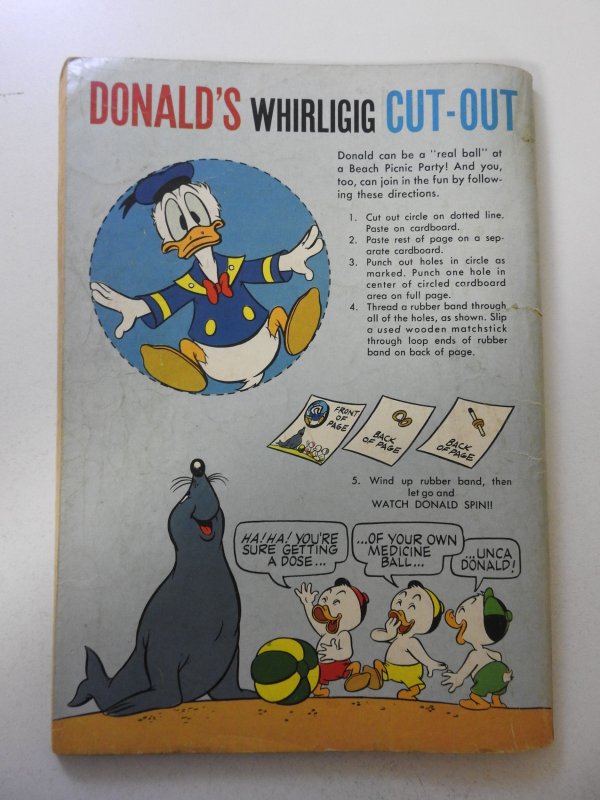 DONALD'S WHIRLIGIG CUT-OUT
Donald can be a "real ball" at
a Beach Picnic Party! And you,
too, can join in the fun by follow-
ing these directions.
1. Cut out circle on dotted line.
Paste on cardboard.
2. Paste rest of page on a sep-
arate cardboard.
3. Punch out holes in circle as
marked. Punch one hole in
center of circled cardboard
area on full page.
4. Thread a rubber band through
all of the holes, as shown. Slip
a used wooden matchstick
through loop ends of rubber
band on back of page.
FRONT
OF
PAGE
BACK
OF PAGE
BACK
OF PAGE
5. Wind up rubber band, then
let go and
WATCH DONALD SPIN!!
HA! HA! YOU'RE
SURE GETTING
A DOSE...
...OF YOUR OWN
MEDICINE
BALL...
...UNCA
DONALD!